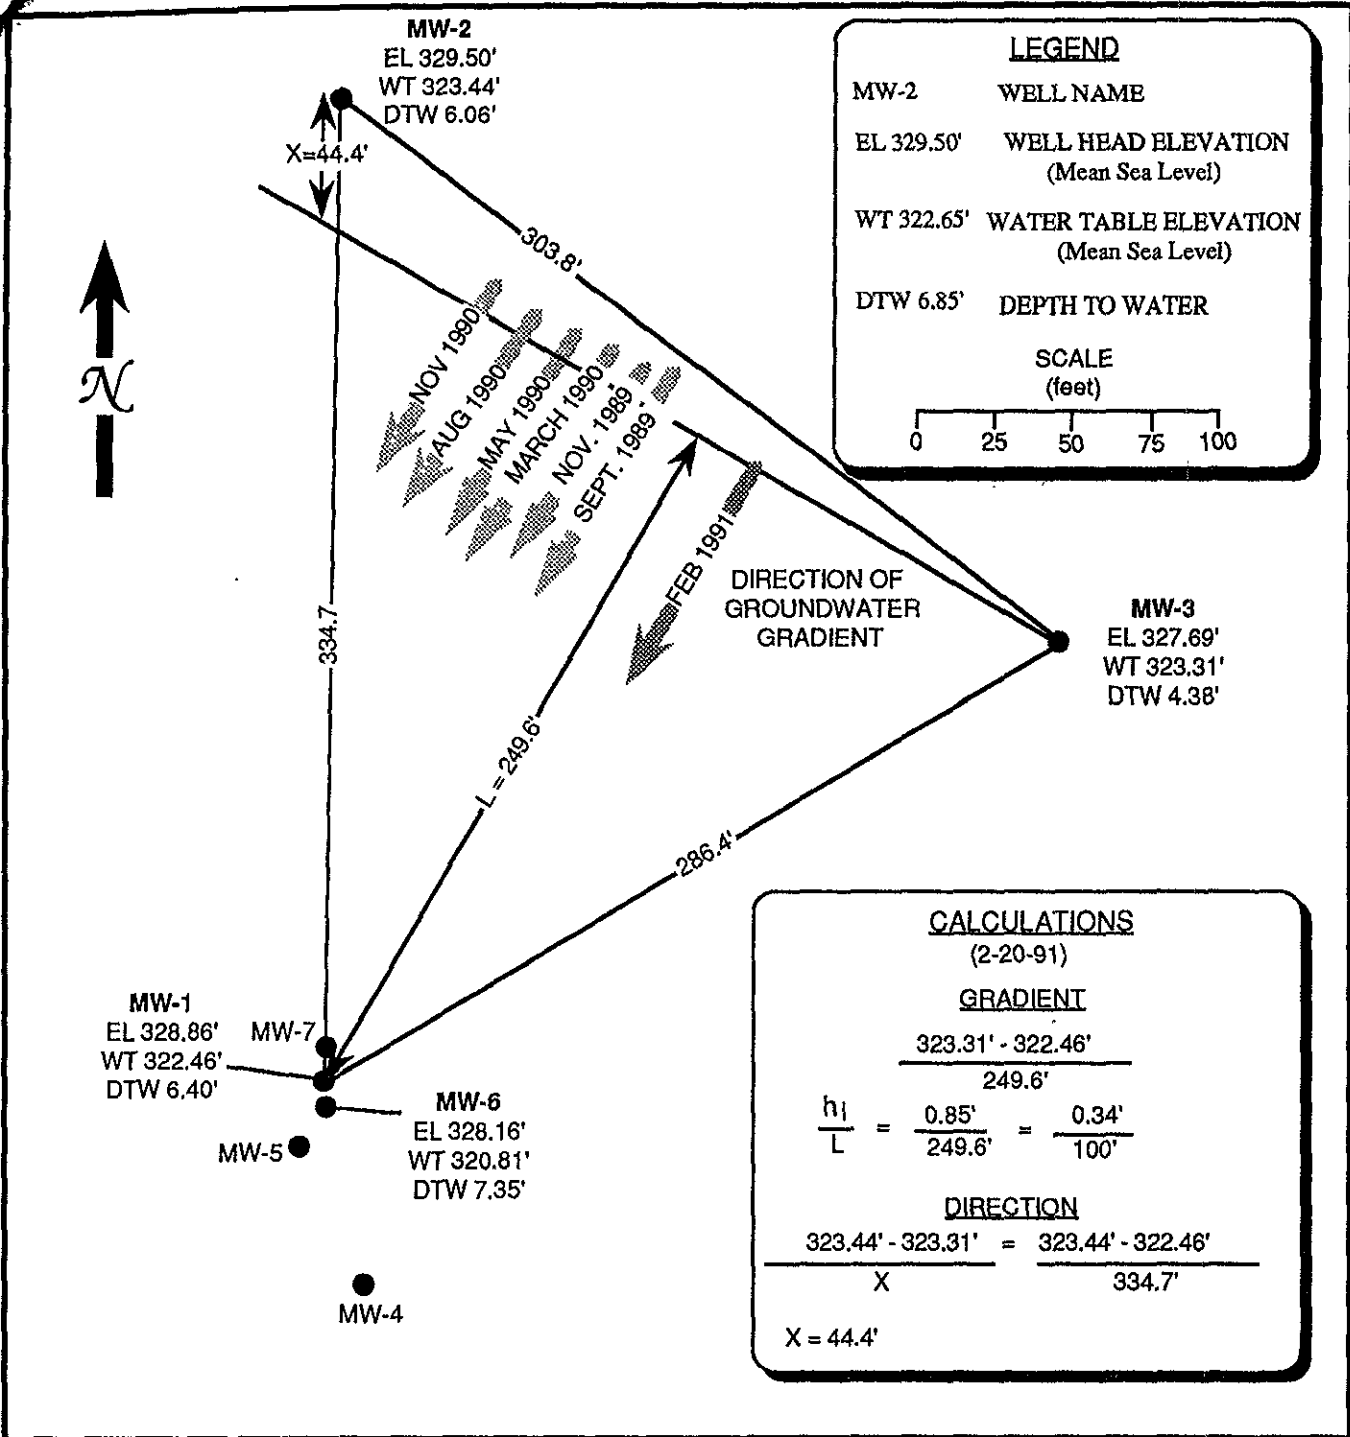 MW-2
EL 329.50'
WT 323.44'
DTW 6.06'
X=44.4'
303.8'
N
NOV 1990
AUG 1990
MAY 1990
MARCH 1990
NOV. 1989
SEPT. 1989
FEB 1991
DIRECTION OF
GROUNDWATER
GRADIENT
334.7
L = 249.6'
286.4'
MW-3
EL 327.69'
WT 323.31'
DTW 4.38'
MW-1
EL 328.86'
WT 322.46'
DTW 6.40'
MW-7
MW-6
EL 328.16'
WT 320.81'
DTW 7.35'
MW-5
MW-4
LEGEND
MW-2 WELL NAME
EL 329.50' WELL HEAD ELEVATION
(Mean Sea Level)
WT 322.65' WATER TABLE ELEVATION
(Mean Sea Level)
DTW 6.85' DEPTH TO WATER
SCALE
(feet)
0 25 50 75 100
CALCULATIONS
(2-20-91)
GRADIENT
323.31' - 322.46'
249.6'
hl = 0.85' = 0.34'
L 249.6' 100'
DIRECTION
323.44' - 323.31' = 323.44' - 322.46'
X 334.7'
X = 44.4'